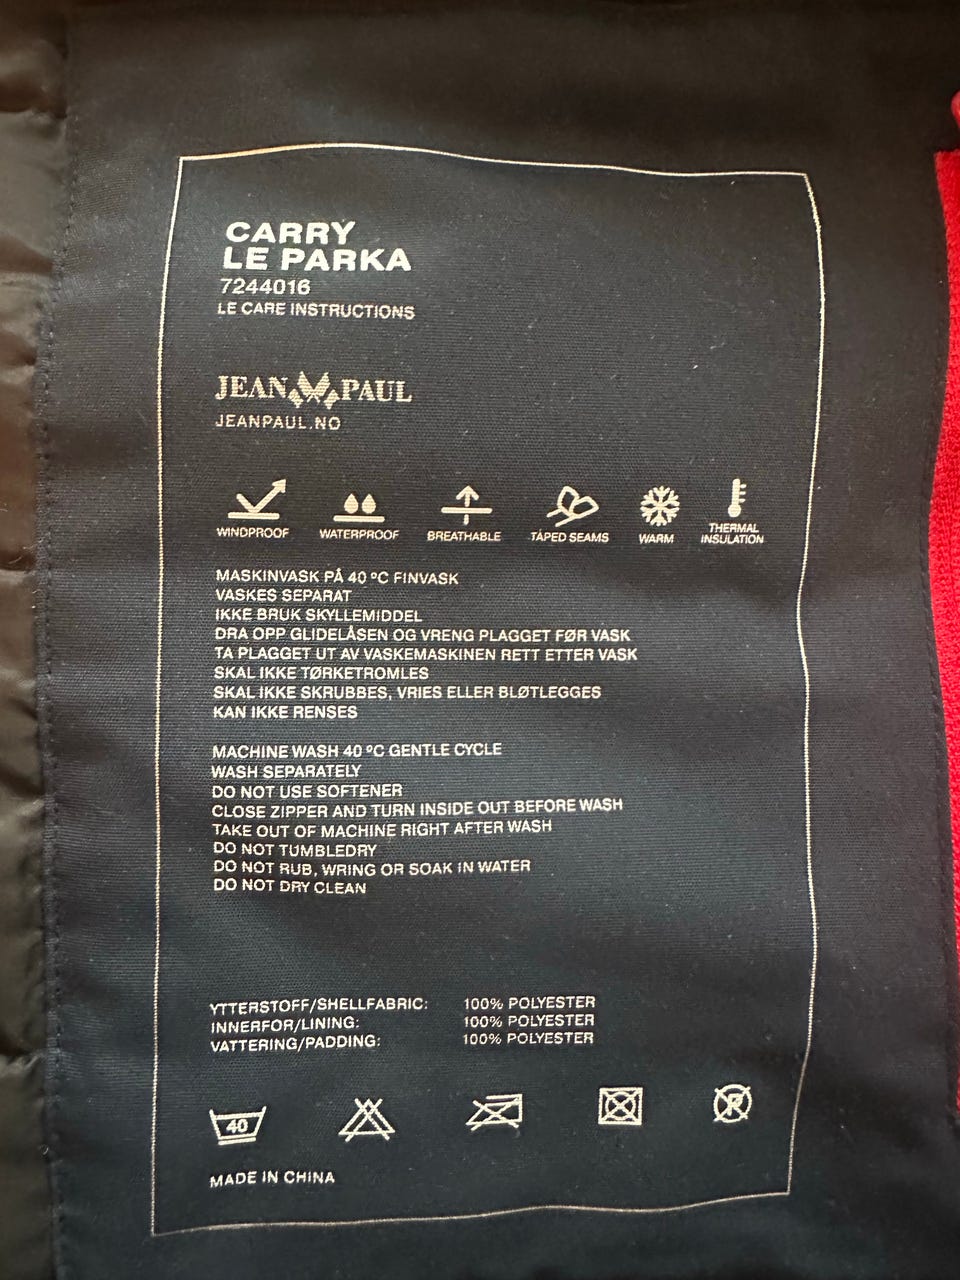 CARRY
LE PARKA
7244016
LE CARE INSTRUCTIONS
JEAN PAUL
JEANPAUL.NO
WINDPROOF WATERPROOF BREATHABLE TAPED SEAMS WARM THERMAL INSULATION
MASKINVASK PÅ 40 ºC FINVASK
VASKES SEPARAT
IKKE BRUK SKYLLEMIDDEL
DRA OPP GLIDELÅSEN OG VRENG PLAGGET FØR VASK
TA PLAGGET UT AV VASKEMASKINEN RETT ETTER VASK
SKAL IKKE TØRKETROMLES
SKAL IKKE SKRUBBES, VRIES ELLER BLØTLEGGES
KAN IKKE RENSES
MACHINE WASH 40 ºC GENTLE CYCLE
WASH SEPARATELY
DO NOT USE SOFTENER
CLOSE ZIPPER AND TURN INSIDE OUT BEFORE WASH
TAKE OUT OF MACHINE RIGHT AFTER WASH
DO NOT TUMBLEDRY
DO NOT RUB, WRING OR SOAK IN WATER
DO NOT DRY CLEAN
YTTERSTOFF/SHELLFABRIC: 100% POLYESTER
INNERFOR/LINING: 100% POLYESTER
VATTERING/PADDING: 100% POLYESTER
40 R
MADE IN CHINA